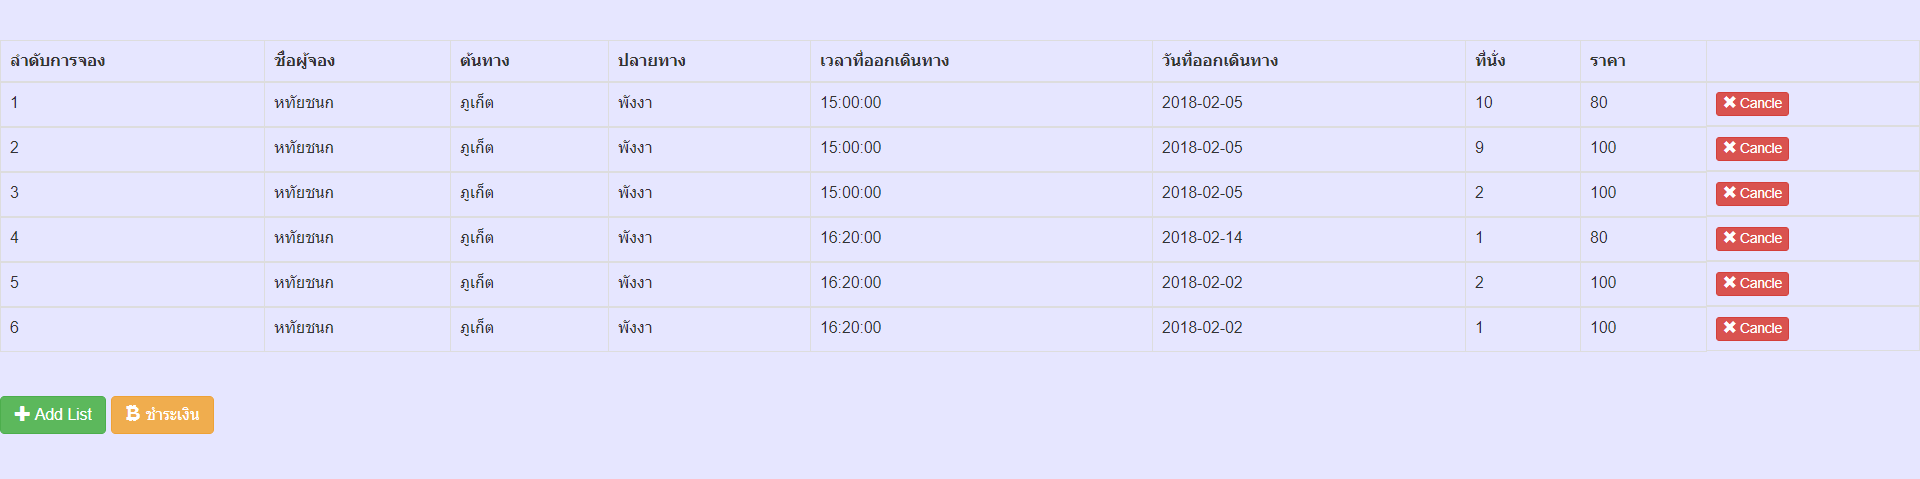 ลำดับการจอง ชื่อผู้จอง ต้นทาง ปลายทาง เวลาที่ออกเดินทาง วันที่ออกเดินทาง ที่นั่ง ราคา
1 หทัยชนก ภูเก็ต พังงา 15:00:00 2018-02-05 10 80 Cancle
2 หทัยชนก ภูเก็ต พังงา 15:00:00 2018-02-05 9 100 Cancle
3 หทัยชนก ภูเก็ต พังงา 15:00:00 2018-02-05 2 100 Cancle
4 หทัยชนก ภูเก็ต พังงา 16:20:00 2018-02-14 1 80 Cancle
5 หทัยชนก ภูเก็ต พังงา 16:20:00 2018-02-02 2 100 Cancle
6 หทัยชนก ภูเก็ต พังงา 16:20:00 2018-02-02 1 100 Cancle
Add List ชำระเงิน